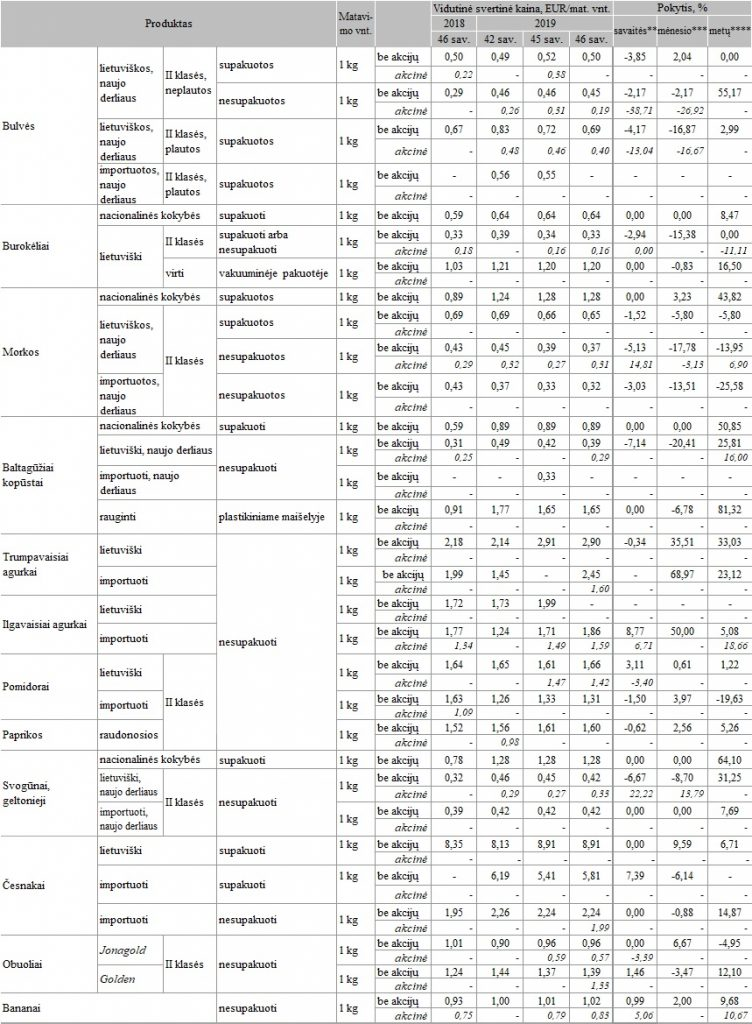 Produktas Matavimo vnt. Vidutinė svertinė kaina, EUR/mat. vnt. Pokytis, %
2018 2019 savaitės** mėnesio*** metų****
46 sav. 42 sav. 45 sav. 46 sav.
Bulvės lietuviškos, naujo derliaus II klasės, neplautos supakuotos 1 kg be akcijų 0,50 0,49 0,52 0,50 -3,85 2,04 0,00
akcinė 0,22 - 0,38 - - - -
nesupakuotos 1 kg be akcijų 0,29 0,46 0,46 0,45 -2,17 -2,17 55,17
akcinė - 0,26 0,31 0,19 -38,71 -26,92 -
lietuviškos, naujo derliaus II klasės, plautos supakuotos 1 kg be akcijų 0,67 0,83 0,72 0,69 -4,17 -16,87 2,99
akcinė - 0,48 0,46 0,40 -13,04 -16,67 -
importuotos, naujo derliaus II klasės, plautos supakuotos 1 kg be akcijų - 0,56 0,55 - - - -
akcinė - - - - - - -
Burokėliai nacionalinės kokybės supakuoti 1 kg be akcijų 0,59 0,64 0,64 0,64 0,00 0,00 8,47
lietuviški II klasės supakuoti arba nesupakuoti 1 kg be akcijų 0,33 0,39 0,34 0,33 -2,94 -15,38 0,00
akcinė 0,18 - 0,16 0,16 0,00 - -11,11
virti vakuuminėje pakuotėje 1 kg be akcijų 1,03 1,21 1,20 1,20 0,00 -0,83 16,50
akcinė - - - - - - -
Morkos nacionalinės kokybės supakuotos 1 kg be akcijų 0,89 1,24 1,28 1,28 0,00 3,23 43,82
lietuviškos, naujo derliaus II klasės supakuotos 1 kg be akcijų 0,69 0,69 0,66 0,65 -1,52 -5,80 -5,80
akcinė - - - - - - -
nesupakuotos 1 kg be akcijų 0,43 0,45 0,39 0,37 -5,13 -17,78 -13,95
akcinė 0,29 0,32 0,27 0,31 14,81 -3,13 6,90
importuotos, naujo derliaus nesupakuotos 1 kg be akcijų 0,43 0,37 0,33 0,32 -3,03 -13,51 -25,58
akcinė - - - - - - -
Baltagūžiai kopūstai nacionalinės kokybės supakuoti 1 kg be akcijų 0,59 0,89 0,89 0,89 0,00 0,00 50,85
lietuviški, naujo derliaus nesupakuoti 1 kg be akcijų 0,31 0,49 0,42 0,39 -7,14 -20,41 25,81
akcinė 0,25 - - 0,29 - - 16,00
importuoti, naujo derliaus 1 kg be akcijų - - 0,33 - - - -
akcinė - - - - - - -
rauginti plastikiniame maišelyje 1 kg be akcijų 0,91 1,77 1,65 1,65 0,00 -6,78 81,32
akcinė - - - - - - -
Trumpavaisiai agurkai lietuviški nesupakuoti 1 kg be akcijų 2,18 2,14 2,91 2,90 -0,34 35,51 33,03
akcinė - - - - - - -
importuoti 1 kg be akcijų 1,99 1,45 - 2,45 - 68,97 23,12
akcinė - - - 1,60 - - -
Ilgavaisiai agurkai lietuviški 1 kg be akcijų 1,72 1,73 1,99 - - - -
akcinė - - - - - - -
importuoti 1 kg be akcijų 1,77 1,24 1,71 1,86 8,77 50,00 5,08
akcinė 1,34 - 1,49 1,59 6,71 - 18,66
Pomidorai lietuviški II klasės 1 kg be akcijų 1,64 1,65 1,61 1,66 3,11 0,61 1,22
akcinė - - 1,47 1,42 -3,40 - -
importuoti 1 kg be akcijų 1,63 1,26 1,33 1,31 -1,50 3,97 -19,63
akcinė 1,09 - - - - - -
Paprikos raudonosios 1 kg be akcijų 1,52 1,56 1,61 1,60 -0,62 2,56 5,26
akcinė - 0,98 - - - - -
Svogūnai, geltonieji nacionalinės kokybės supakuoti 1 kg be akcijų 0,78 1,28 1,28 1,28 0,00 0,00 64,10
lietuviški, naujo derliaus II klasės nesupakuoti 1 kg be akcijų 0,32 0,46 0,45 0,42 -6,67 -8,70 31,25
akcinė - 0,29 0,27 0,33 22,22 13,79 -
importuoti, naujo derliaus 1 kg be akcijų 0,39 0,42 0,42 0,42 0,00 0,00 7,69
akcinė - - - - - - -
Česnakai lietuviški supakuoti 1 kg be akcijų 8,35 8,13 8,91 8,91 0,00 9,59 6,71
akcinė - - - - - - -
importuoti supakuoti 1 kg be akcijų - 6,19 5,41 5,81 7,39 -6,14 -
akcinė - - - - - - -
importuoti nesupakuoti 1 kg be akcijų 1,95 2,26 2,24 2,24 0,00 -0,88 14,87
akcinė - - - 1,99 - - -
Obuoliai Jonagold II klasės nesupakuoti 1 kg be akcijų 1,01 0,90 0,96 0,96 0,00 6,67 -4,95
akcinė - - 0,59 0,57 -3,39 - -
Golden 1 kg be akcijų 1,24 1,44 1,37 1,39 1,46 -3,47 12,10
akcinė - - - 1,33 - - -
Bananai nesupakuoti 1 kg be akcijų 0,93 1,00 1,01 1,02 0,99 2,00 9,68
akcinė 0,75 - 0,79 0,83 5,06 - 10,67